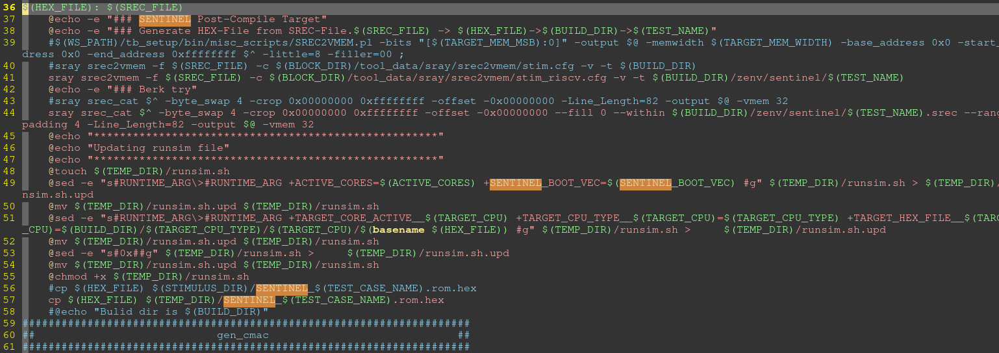 36 $(HEX_FILE): $(SREC_FILE)
37 @echo -e "### SENTINEL Post-Compile Target"
38 @echo -e "### Generate HEX-File from SREC-File.$(SREC_FILE) -> $(HEX_FILE)->$(BUILD_DIR)->$(TEST_NAME)"
39 #$(WS_PATH)/tb_setup/bin/misc_scripts/SREC2VMEM.pl -bits "[$(TARGET_MEM_MSB):0]" -output $@ -memwidth $(TARGET_MEM_WIDTH) -base_address 0x0 -start_
dress 0x0 -end_address 0xfffffffff $^ -little=8 -filler=00 ;
40 #sray srec2vmem -f $(SREC_FILE) -c $(BLOCK_DIR)/tool_data/sray/srec2vmem/stim.cfg -v -t $(BUILD_DIR)
41 sray srec2vmem -f $(SREC_FILE) -c $(BLOCK_DIR)/tool_data/sray/srec2vmem/stim_riscv.cfg -v -t $(BUILD_DIR)/zenv/sentinel/$(TEST_NAME)
42 @echo -e "### Berk try"
43 #sray srec_cat $^ -byte_swap 4 -crop 0x00000000 0xffffffff -offset -0x00000000 -Line_Length=82 -output $@ -vmem 32
44 sray srec_cat $^ -byte_swap 4 -crop 0x00000000 0xffffffff -offset -0x00000000 --fill 0 --within $(BUILD_DIR)/zenv/sentinel/$(TEST_NAME).srec --rang
padding 4 -Line_Length=82 -output $@ -vmem 32
45 @echo "*****************************************************"
46 @echo "Updating runsim file"
47 @echo "*****************************************************"
48 @touch $(TEMP_DIR)/runsim.sh
49 @sed -e "s#RUNTIME_ARG\>#RUNTIME_ARG +ACTIVE_CORES=$(ACTIVE_CORES) +SENTINEL_BOOT_VEC=$(SENTINEL_BOOT_VEC) #g" $(TEMP_DIR)/runsim.sh > $(TEMP_DIR)/
nsim.sh.upd
50 @mv $(TEMP_DIR)/runsim.sh.upd $(TEMP_DIR)/runsim.sh
51 @sed -e "s#RUNTIME_ARG\>#RUNTIME_ARG +TARGET_CORE_ACTIVE__$(TARGET_CPU) +TARGET_CPU_TYPE__$(TARGET_CPU)=$(TARGET_CPU_TYPE) +TARGET_HEX_FILE__$(TAR
_CPU)=$(BUILD_DIR)/$(TARGET_CPU_TYPE)/$(TARGET_CPU)/$(basename $(HEX_FILE)) #g" $(TEMP_DIR)/runsim.sh > $(TEMP_DIR)/runsim.sh.upd
52 @mv $(TEMP_DIR)/runsim.sh.upd $(TEMP_DIR)/runsim.sh
53 @sed -e "s#0x##g" $(TEMP_DIR)/runsim.sh > $(TEMP_DIR)/runsim.sh.upd
54 @mv $(TEMP_DIR)/runsim.sh.upd $(TEMP_DIR)/runsim.sh
55 @chmod +x $(TEMP_DIR)/runsim.sh
56 #cp $(HEX_FILE) $(STIMULUS_DIR)/SENTINEL_$(TEST_CASE_NAME).rom.hex
57 cp $(HEX_FILE) $(TEMP_DIR)/SENTINEL_$(TEST_CASE_NAME).rom.hex
58 #@echo "Bulid dir is $(BUILD_DIR)"
59 #####################################################################
60 ## gen_cmac ##
61 #####################################################################